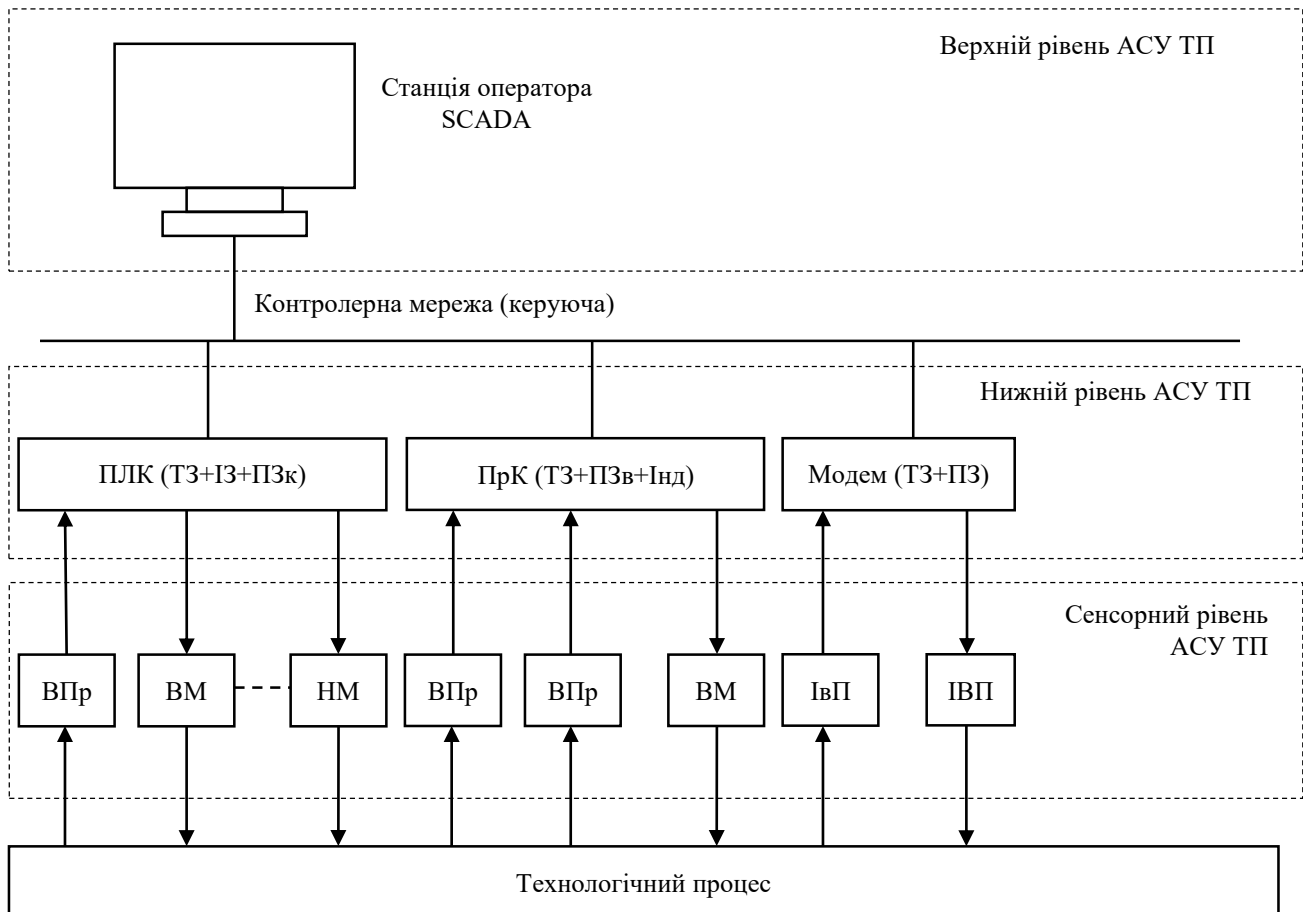 Верхній рівень АСУ ТП
Станція оператора
SCADA
Контролерна мережа (керуюча)
Нижній рівень АСУ ТП
ПЛК (ТЗ+ІЗ+ПЗк)
ПрК (ТЗ+ПЗв+Інд)
Модем (ТЗ+ПЗ)
Сенсорний рівень
АСУ ТП
ВПр
ВМ
НМ
ВПр
ВПр
ВМ
ІвП
ІВП
Технологічний процес